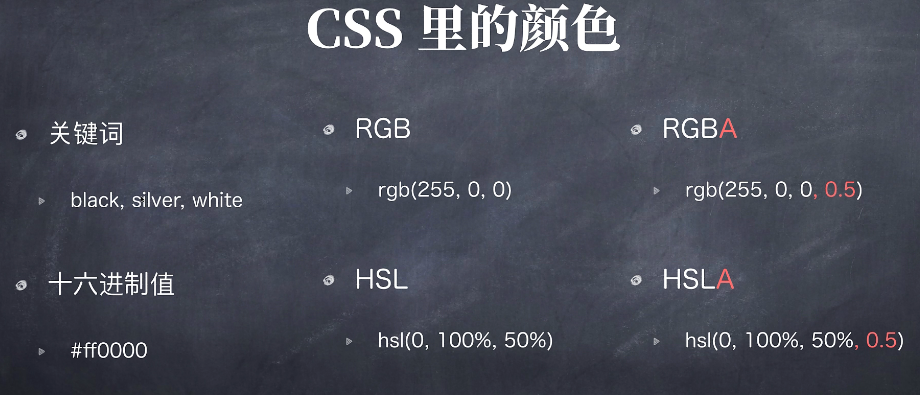 CSS 里的颜色
关键词
black, silver, white
十六进制值
#ff0000
RGB
rgb(255, 0, 0)
HSL
hsl(0, 100%, 50%)
RGBA
rgb(255, 0, 0, 0.5)
HSLA
hsl(0, 100%, 50%, 0.5)